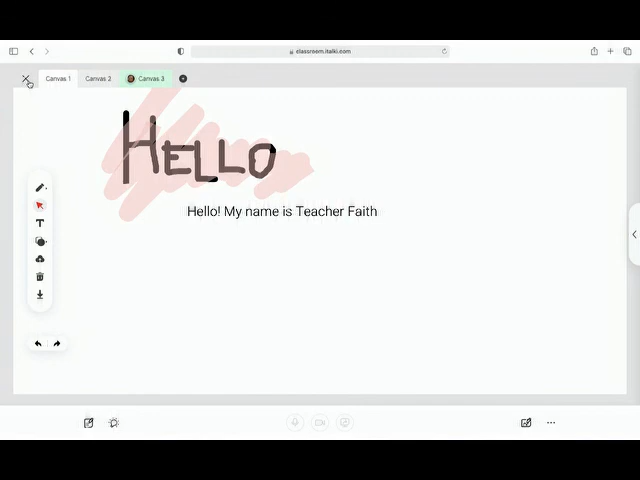 classroom.italki.com
Canvas 1 Canvas 2 Canvas 3
HELLO
Hello! My name is Teacher Faith
T